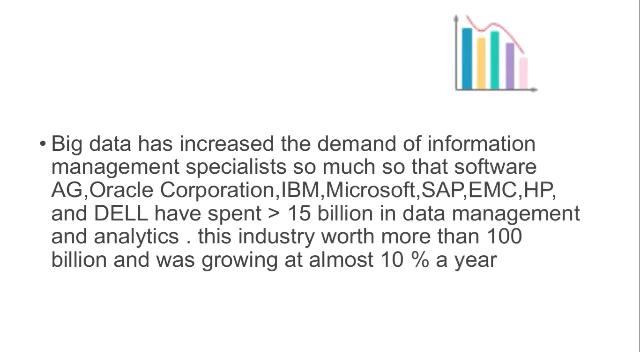 • Big data has increased the demand of information
management specialists so much so that software
AG,Oracle Corporation,IBM,Microsoft,SAP,EMC,HP,
and DELL have spent > 15 billion in data management
and analytics . this industry worth more than 100
billion and was growing at almost 10 % a year